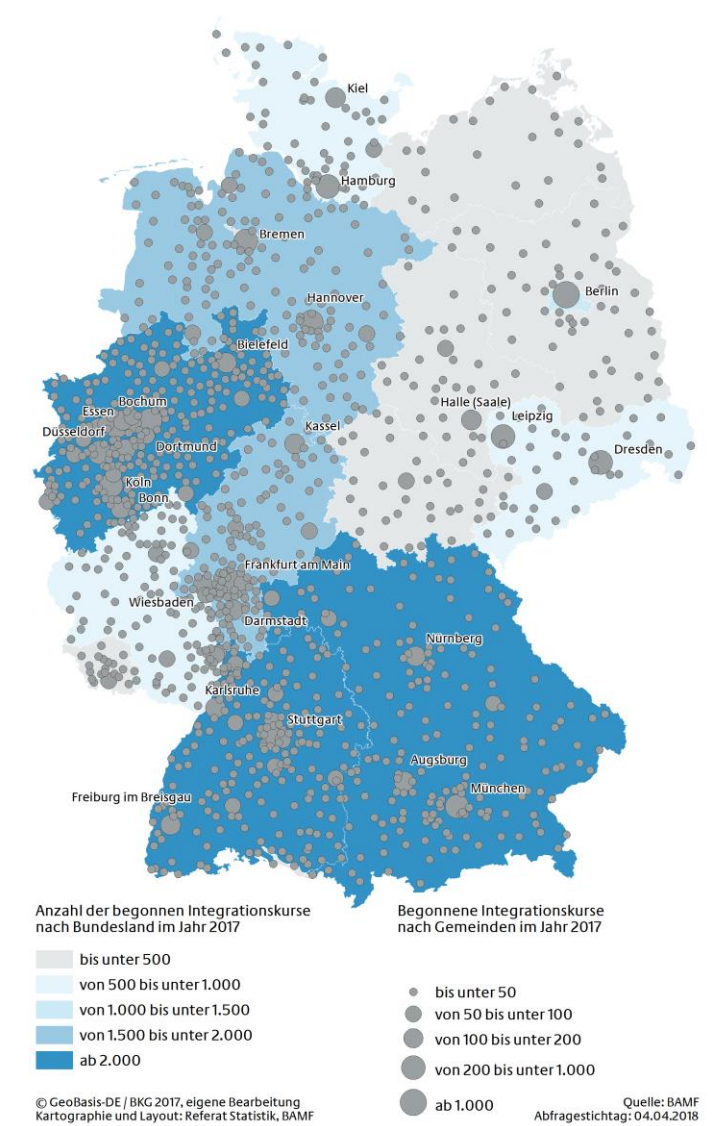 Kiel
Hamburg
Bremen
Hannover
Berlin
Bielefeld
Bochum
Essen
Düsseldorf
Dortmund
Halle (Saale)
Leipzig
Kassel
Dresden
Köln
Bonn
Frankfurt am Main
Wiesbaden
Darmstadt
Nürnberg
Karlsruhe
Stuttgart
Augsburg
München
Freiburg im Breisgau
Anzahl der begonnen Integrationskurse
nach Bundesland im Jahr 2017
bis unter 500
von 500 bis unter 1.000
von 1.000 bis unter 1.500
von 1.500 bis unter 2.000
ab 2.000
Begonnene Integrationskurse
nach Gemeinden im Jahr 2017
bis unter 50
von 50 bis unter 100
von 100 bis unter 200
von 200 bis unter 1.000
ab 1.000
© GeoBasis-DE / BKG 2017, eigene Bearbeitung
Kartographie und Layout: Referat Statistik, BAMF
Quelle: BAMF
Abfragestichtag: 04.04.2018